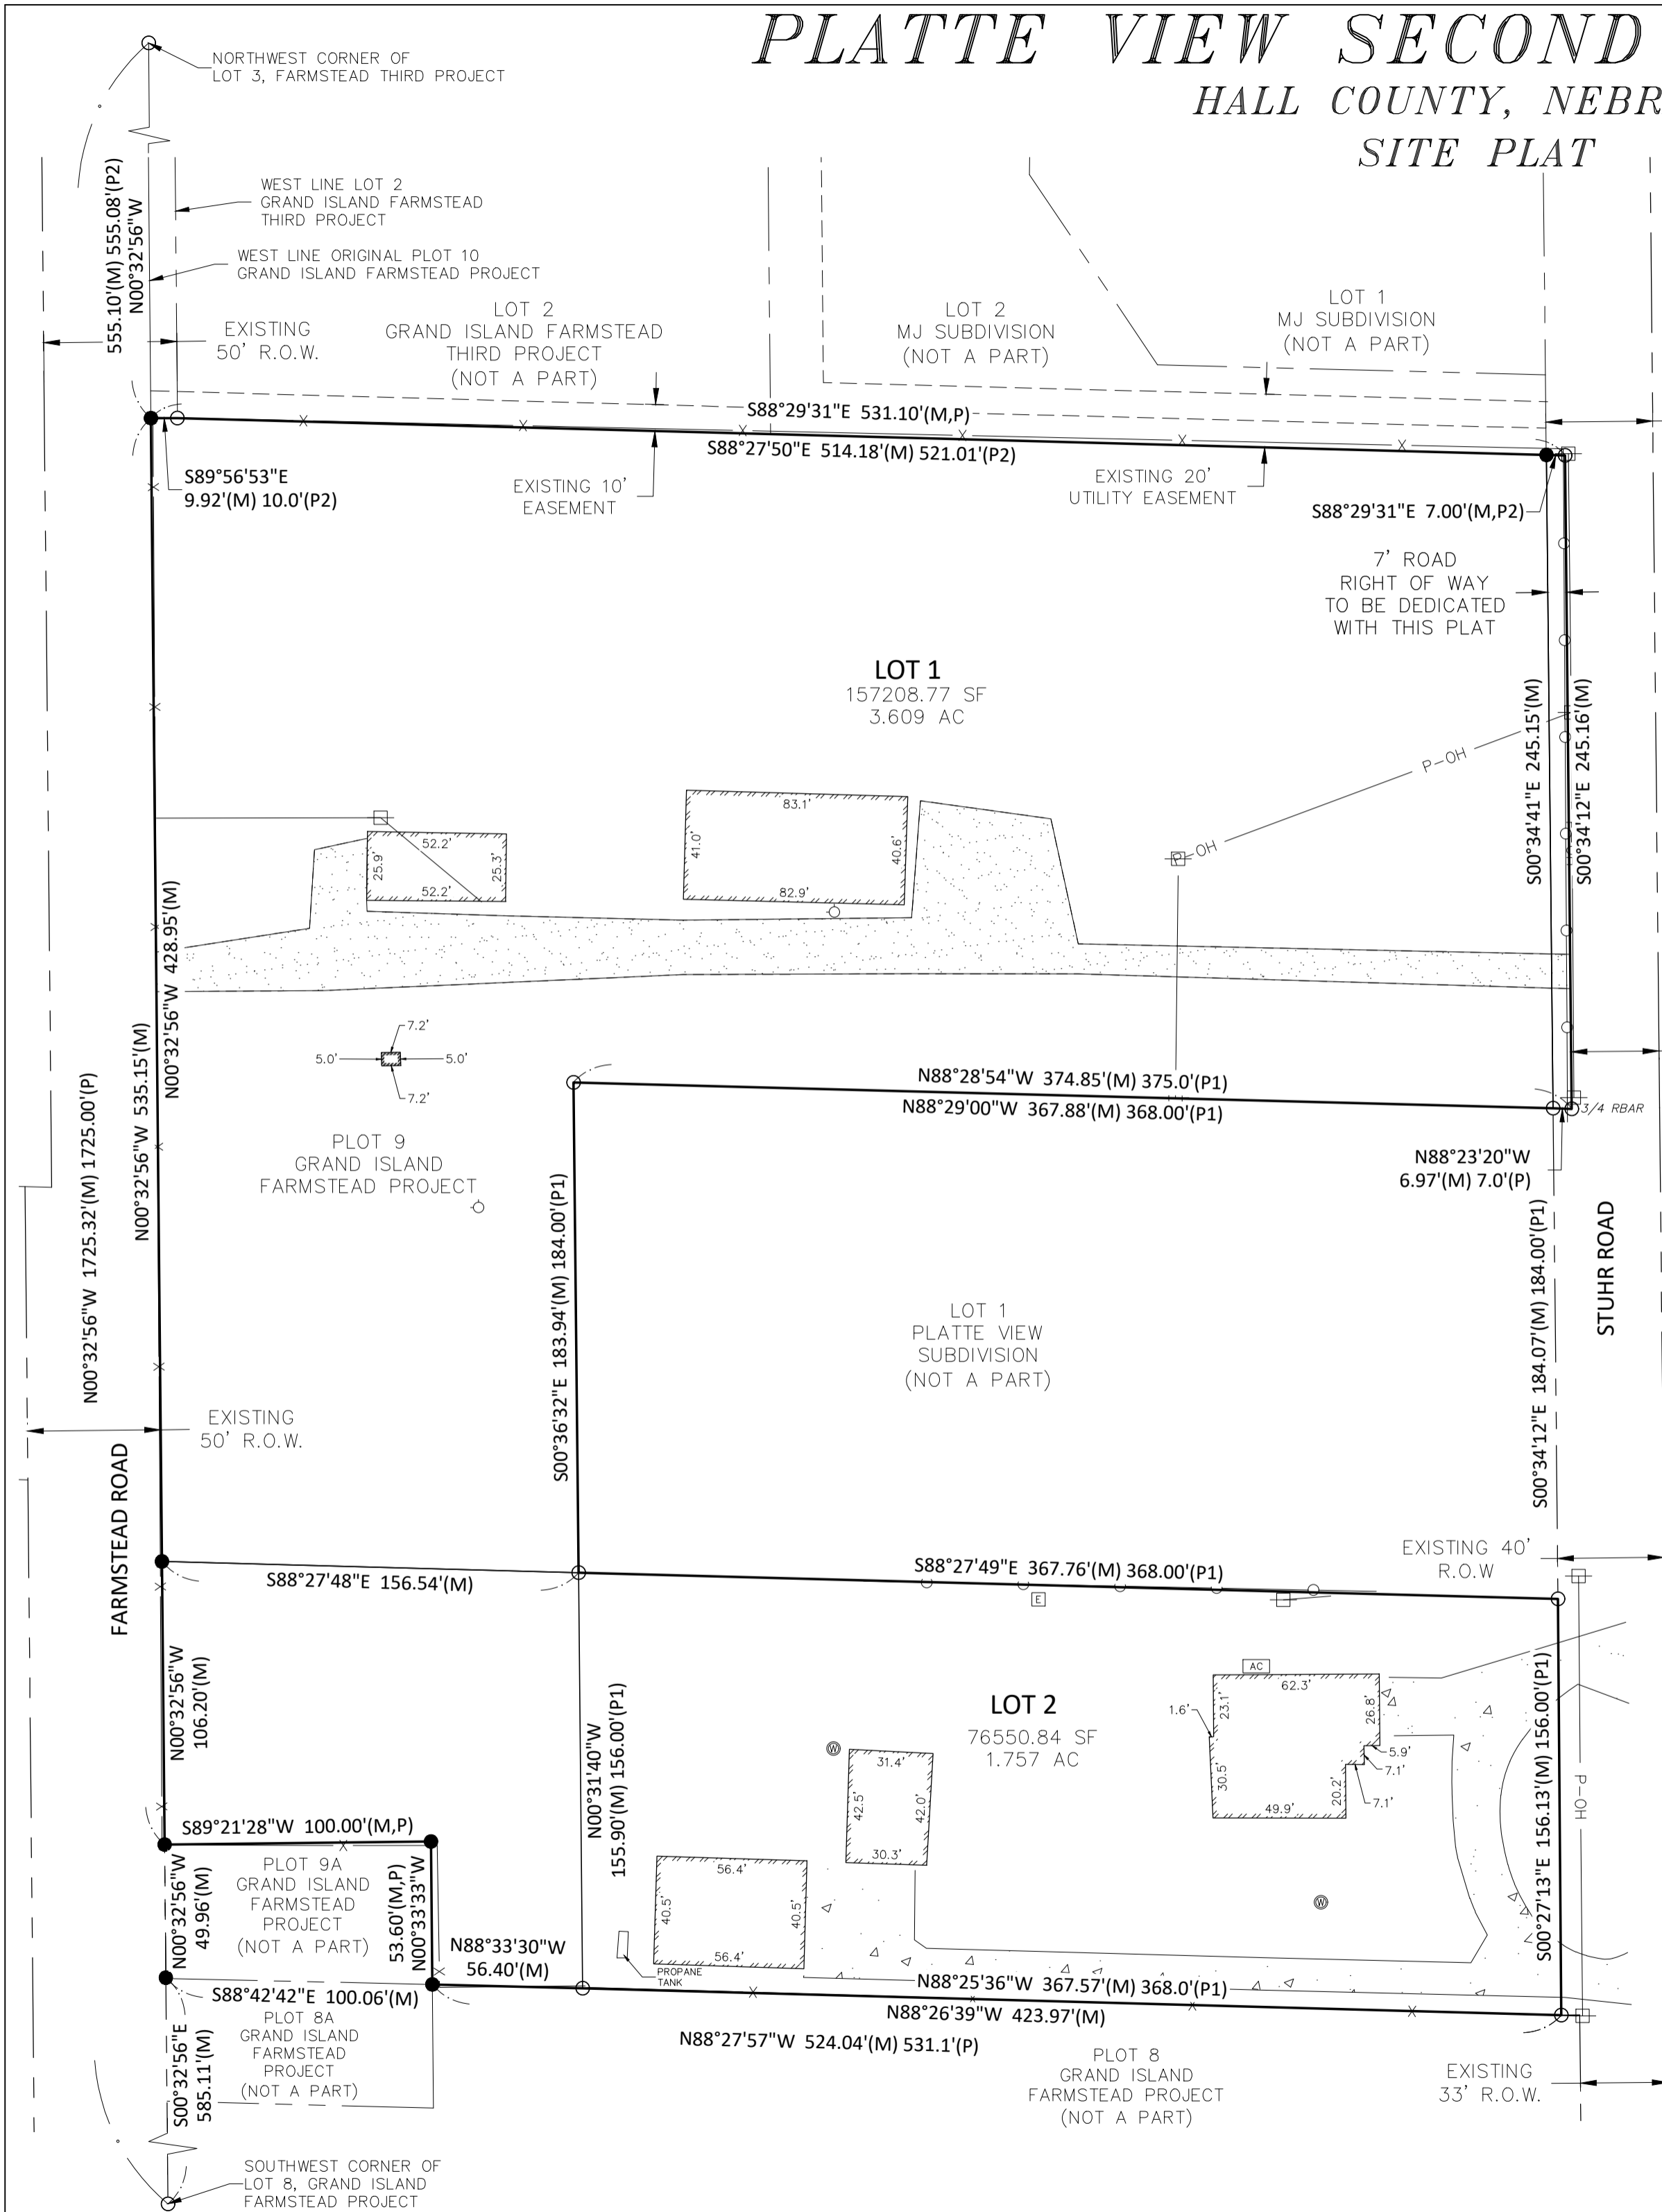 PLATTE VIEW SECOND
HALL COUNTY, NEBR
SITE PLAT
NORTHWEST CORNER OF
LOT 3, FARMSTEAD THIRD PROJECT
555.10'(M) 555.08'(P2)
N00°32'56"W
WEST LINE LOT 2
GRAND ISLAND FARMSTEAD
THIRD PROJECT
WEST LINE ORIGINAL PLOT 10
GRAND ISLAND FARMSTEAD PROJECT
EXISTING
50' R.O.W.
LOT 2
GRAND ISLAND FARMSTEAD
THIRD PROJECT
(NOT A PART)
LOT 2
MJ SUBDIVISION
(NOT A PART)
LOT 1
MJ SUBDIVISION
(NOT A PART)
S88°29'31"E 531.10'(M,P)
S88°27'50"E 514.18'(M) 521.01'(P2)
S89°56'53"E
9.92'(M) 10.0'(P2)
EXISTING 10'
EASEMENT
EXISTING 20'
UTILITY EASEMENT
S88°29'31"E 7.00'(M,P2)
7' ROAD
RIGHT OF WAY
TO BE DEDICATED
WITH THIS PLAT
LOT 1
157208.77 SF
3.609 AC
S00°34'41"E 245.15'(M)
S00°34'12"E 245.16'(M)
P-OH
P-OH
83.1'
41.0'
40.6'
82.9'
52.2'
25.9'
25.3'
52.2'
N00°32'56"W 428.95'(M)
N00°32'56"W 535.15'(M)
N00°32'56"W 1725.32'(M) 1725.00'(P)
7.2'
5.0'
5.0'
7.2'
PLOT 9
GRAND ISLAND
FARMSTEAD PROJECT
N88°28'54"W 374.85'(M) 375.0'(P1)
N88°29'00"W 367.88'(M) 368.00'(P1)
3/4 RBAR
N88°23'20"W
6.97'(M) 7.0'(P)
S00°36'32"E 183.94'(M) 184.00'(P1)
S00°34'12"E 184.07'(M) 184.00'(P1)
STUHR ROAD
LOT 1
PLATTE VIEW
SUBDIVISION
(NOT A PART)
EXISTING
50' R.O.W.
FARMSTEAD ROAD
EXISTING 40'
R.O.W
S88°27'48"E 156.54'(M)
S88°27'49"E 367.76'(M) 368.00'(P1)
E
N00°32'56"W
106.20'(M)
N00°31'40"W
155.90'(M) 156.00'(P1)
LOT 2
76550.84 SF
1.757 AC
AC
62.3'
1.6'
23.1'
26.8'
5.9'
7.1'
7.1'
30.5'
20.2'
49.9'
W
31.4'
42.5'
42.0'
30.3'
W
56.4'
40.5'
40.5'
56.4'
PROPANE
TANK
S00°27'13"E 156.13'(M) 156.00'(P1)
P-OH
S89°21'28"W 100.00'(M,P)
PLOT 9A
GRAND ISLAND
FARMSTEAD
PROJECT
(NOT A PART)
N00°32'56"W
49.96'(M)
53.60'(M,P)
N00°33'33"W
N88°33'30"W
56.40'(M)
S88°42'42"E 100.06'(M)
N88°25'36"W 367.57'(M) 368.0'(P1)
N88°26'39"W 423.97'(M)
N88°27'57"W 524.04'(M) 531.1'(P)
PLOT 8A
GRAND ISLAND
FARMSTEAD
PROJECT
(NOT A PART)
S00°32'56"E
585.11'(M)
PLOT 8
GRAND ISLAND
FARMSTEAD PROJECT
(NOT A PART)
EXISTING
33' R.O.W.
SOUTHWEST CORNER OF
LOT 8, GRAND ISLAND
FARMSTEAD PROJECT